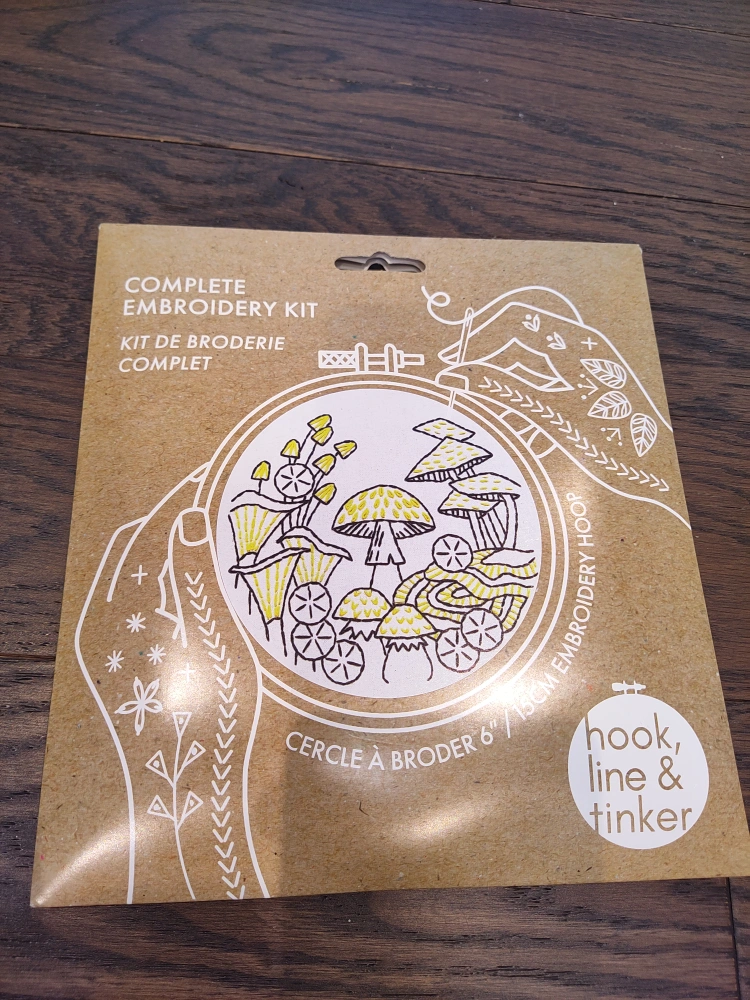 COMPLETE
EMBROIDERY KIT
KIT DE BRODERIE
COMPLET
CERCLE À BRODER 6" / 15CM EMBROIDERY HOOP
hook,
line &
tinker